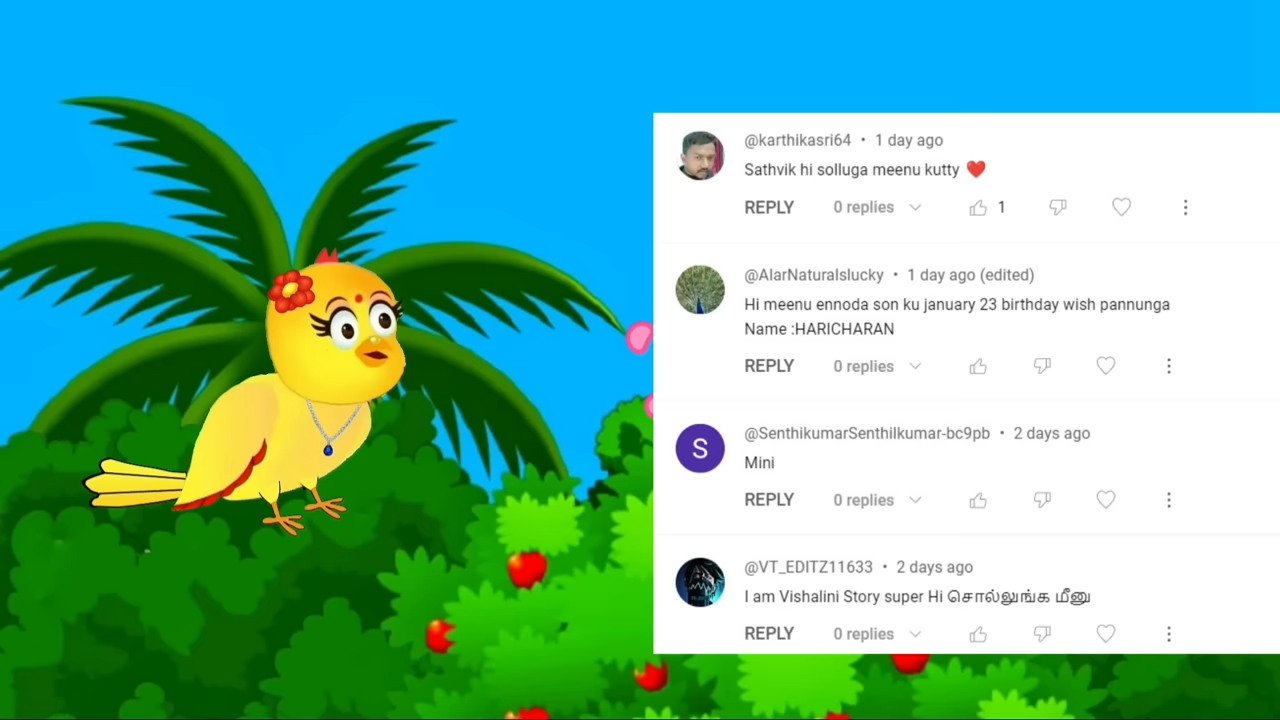 @karthikasri64 • 1 day ago
Sathvik hi solluga meenu kutty ❤️
REPLY 0 replies 1
@AlarNaturalslucky • 1 day ago (edited)
Hi meenu ennoda son ku january 23 birthday wish pannunga
Name :HARICHARAN
REPLY 0 replies
S
@SenthikumarSenthilkumar-bc9pb • 2 days ago
Mini
REPLY 0 replies
@VT_EDITZ11633 • 2 days ago
I am Vishalini Story super Hi சொல்லுங்க மீனு
REPLY 0 replies